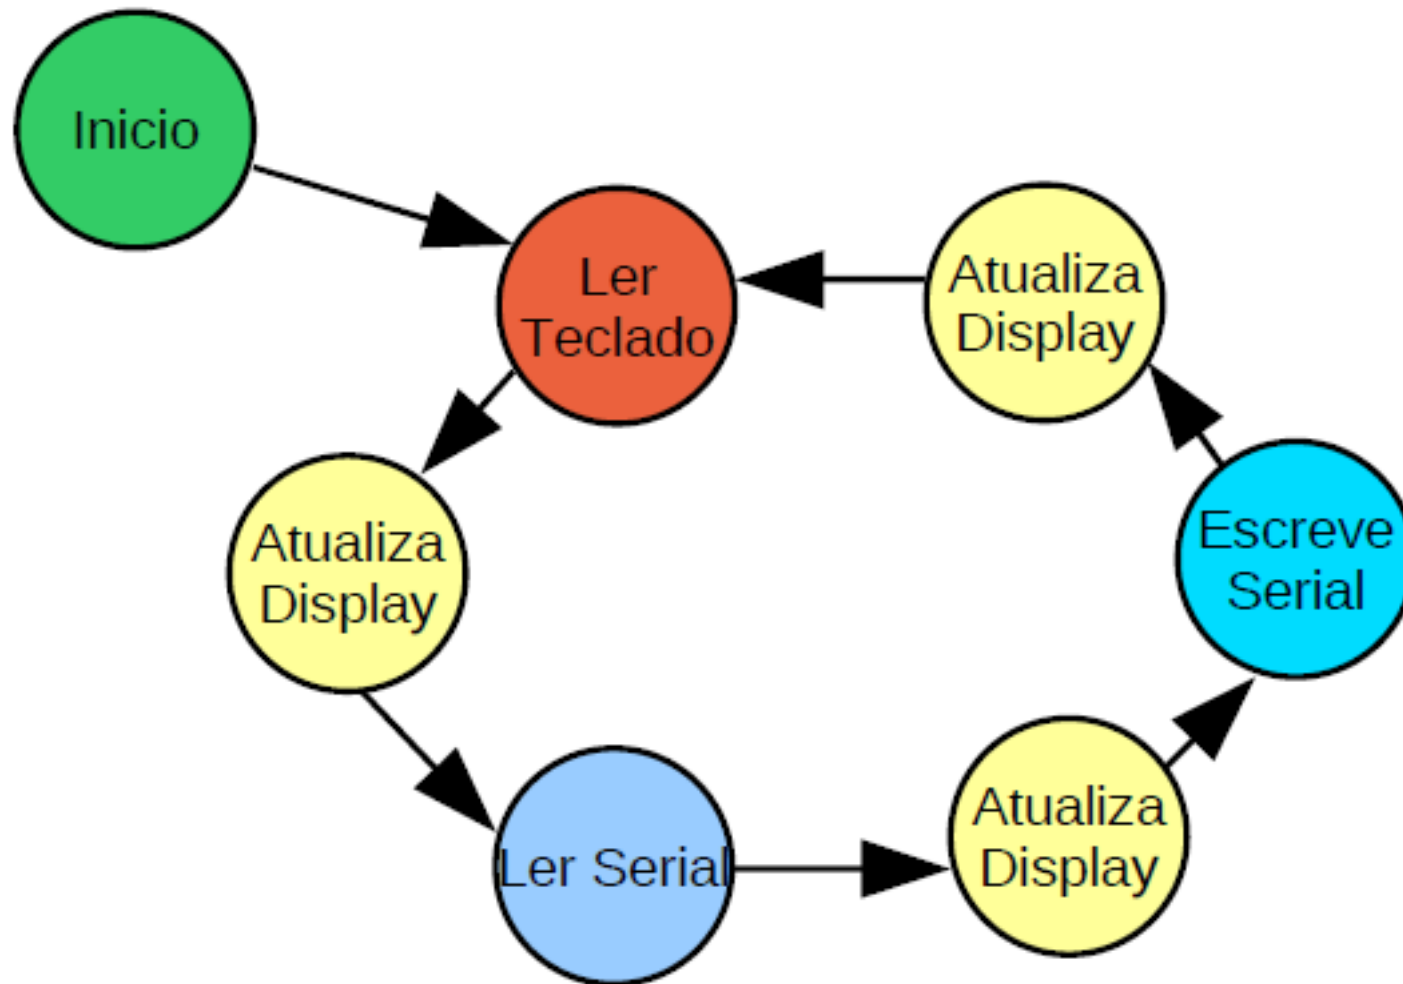 Inicio
Ler
Teclado
Atualiza
Display
Atualiza
Display
Ler Serial
Atualiza
Display
Escreve
Serial